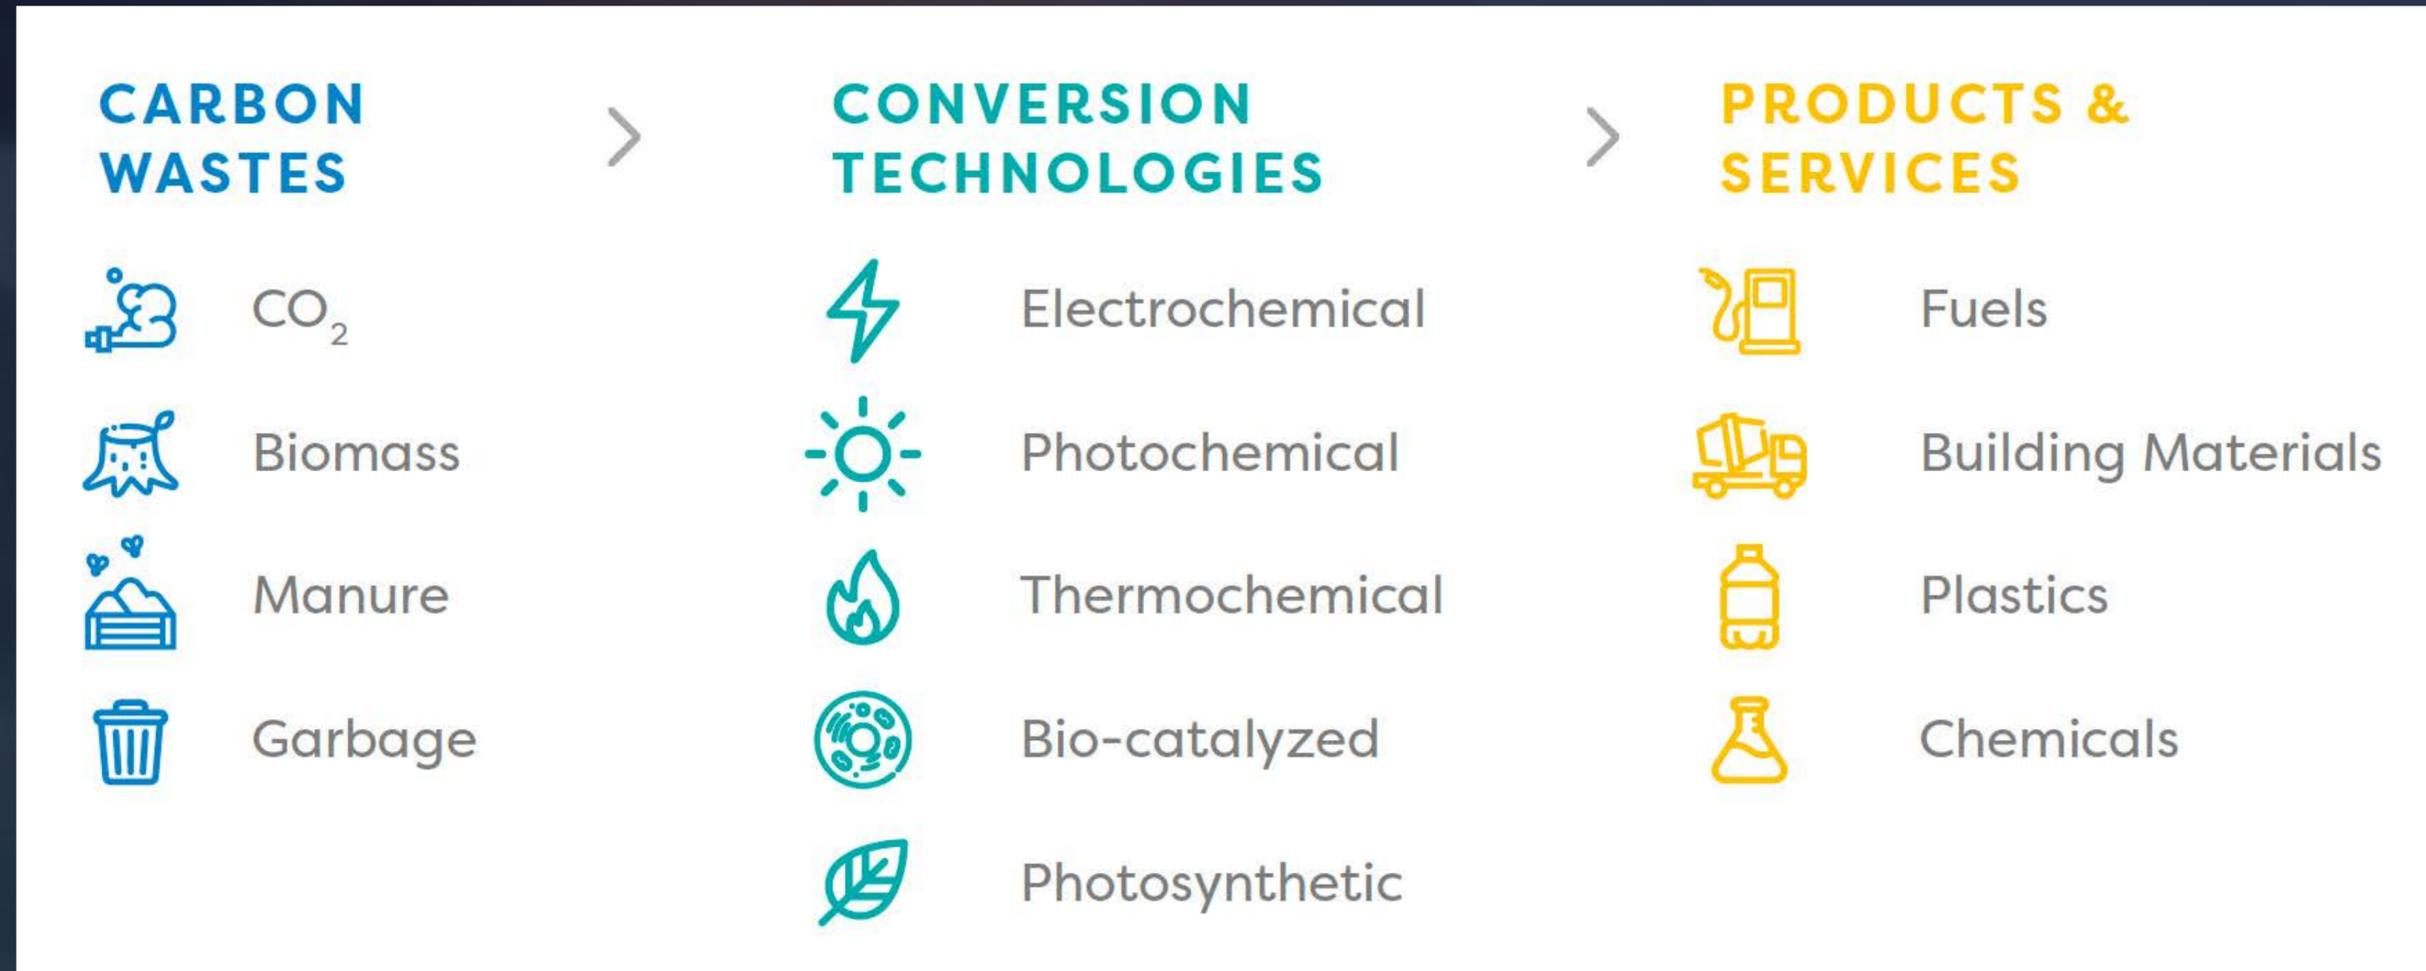 CARBON
WASTES
CO₂
Biomass
Manure
Garbage
CONVERSION
TECHNOLOGIES
Electrochemical
Photochemical
Thermochemical
Bio-catalyzed
Photosynthetic
PRODUCTS &
SERVICES
Fuels
Building Materials
Plastics
Chemicals